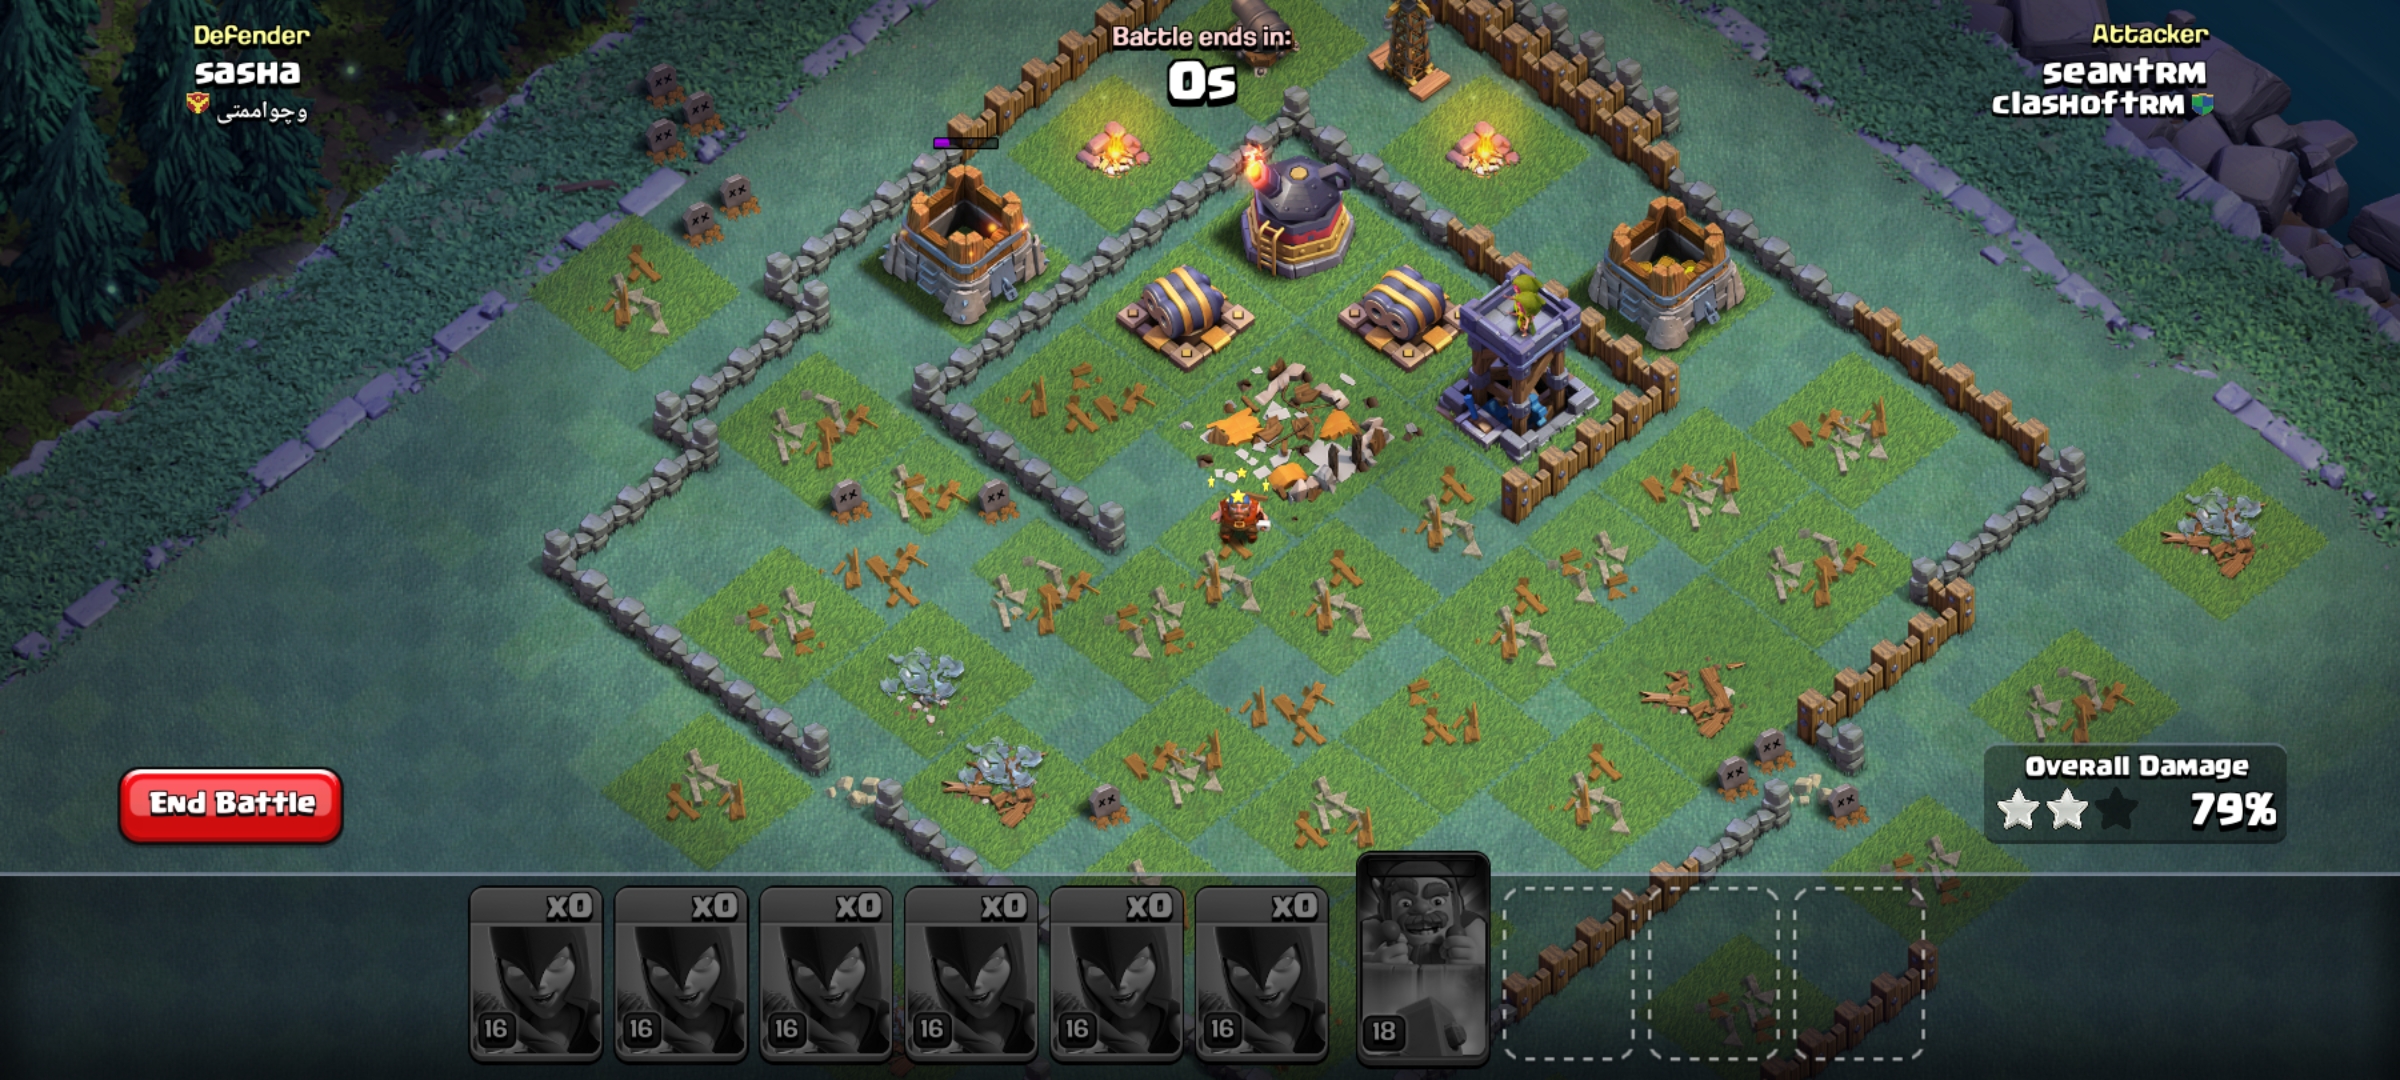 Defender
sasha
وچواممتی
Battle ends in:
0s
Attacker
seantRM
clashoftRM
End Battle
Overall Damage
79%
x0
x0
x0
x0
x0
x0
16
16
16
16
16
16
18